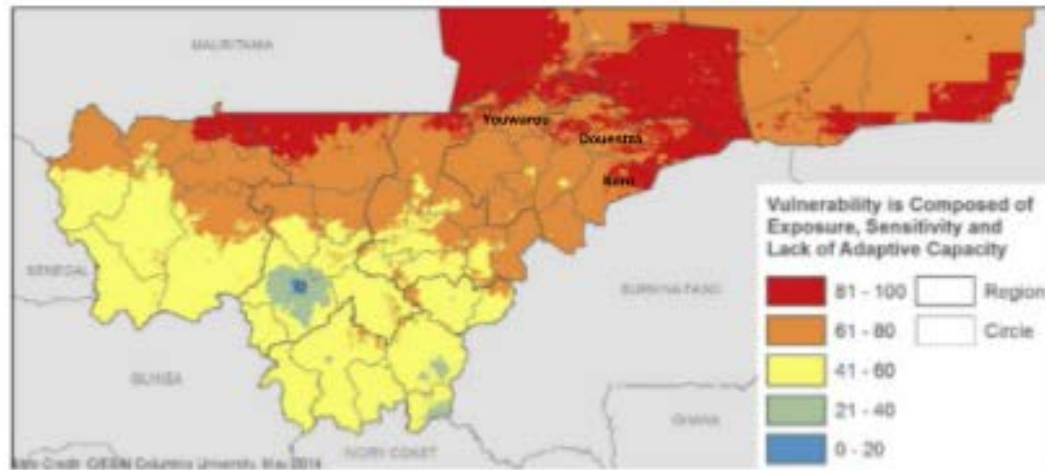 MAURITANIA
Youwarou
Douentza
Koro
Vulnerability is Composed of
Exposure, Sensitivity and
Lack of Adaptive Capacity
SENEGAL
BURKINA FASO
81 - 100
Region
61 - 80
Circle
41 - 60
GUINEA
21 - 40
GHANA
0 - 20
IVORY COAST
Credit: CIESIN Columbia University, May 2014